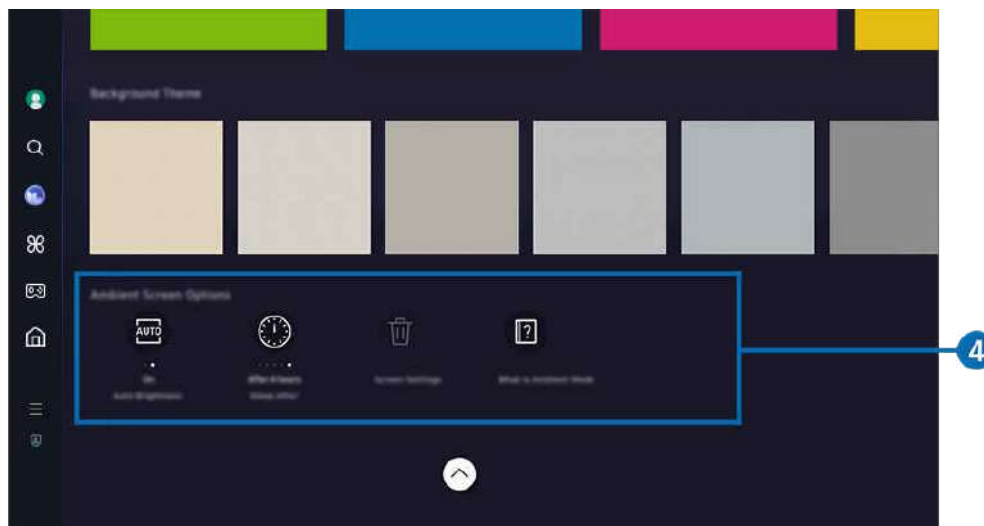 Background Theme
Ambient Screen Options
AUTO
?
On
After 4 hours
Auto Brightness
Sleep After
Screen Settings
What is Ambient Mode
4